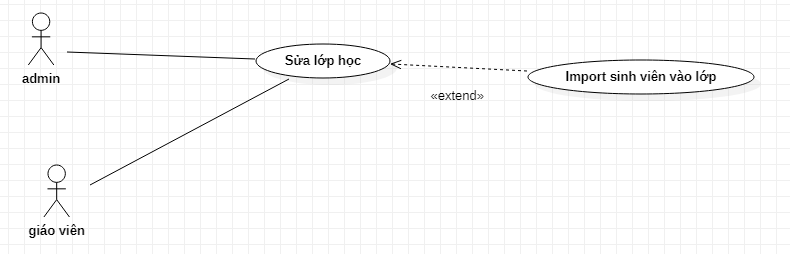 Sửa lớp học
admin
Import sinh viên vào lớp
«extend»
giáo viên